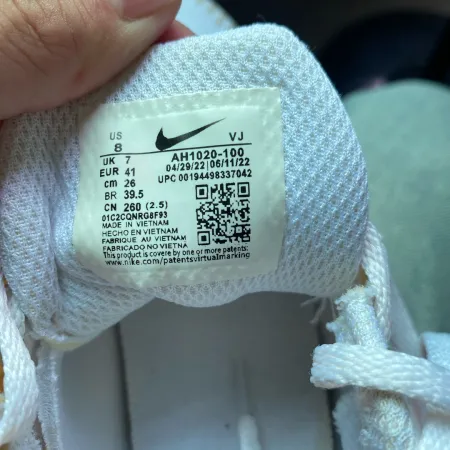 US
8
VJ
UK 7
AH1020-100
EUR 41
04/29/22 06/11/22
cm 26
UPC 00194498337042
BR 39.5
CN 260 (2.5)
01C2CQNRG8F93
MADE IN VIETNAM
HECHO EN VIETNAM
FABRIQUE AU VIETNAM
FABRICADO NO VIETNÃ
This product is covered by one or more patents:
www.nike.com/patentsvirtualmarking